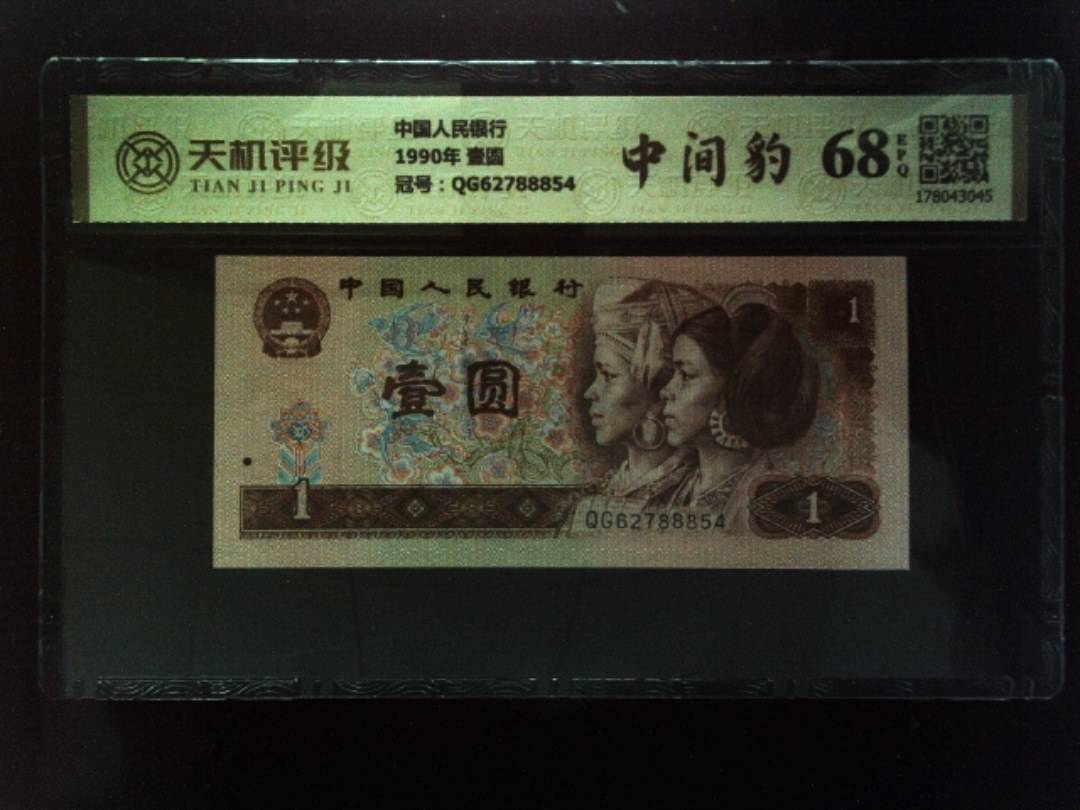 天机评级
TIAN JI PING JI
中国人民银行
1990年 壹圆
冠号：QG62788854
中间豹
68
EPQ
178043045
中国人民银行
1
壹圆
1
QG62788854
1